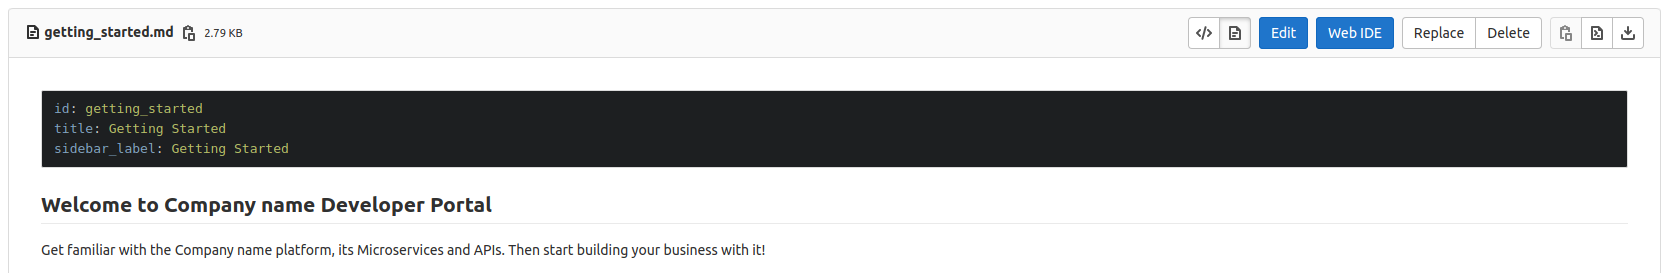 getting_started.md 2.79 KB </> Edit Web IDE Replace Delete
id: getting_started
title: Getting Started
sidebar_label: Getting Started
Welcome to Company name Developer Portal
Get familiar with the Company name platform, its Microservices and APIs. Then start building your business with it!